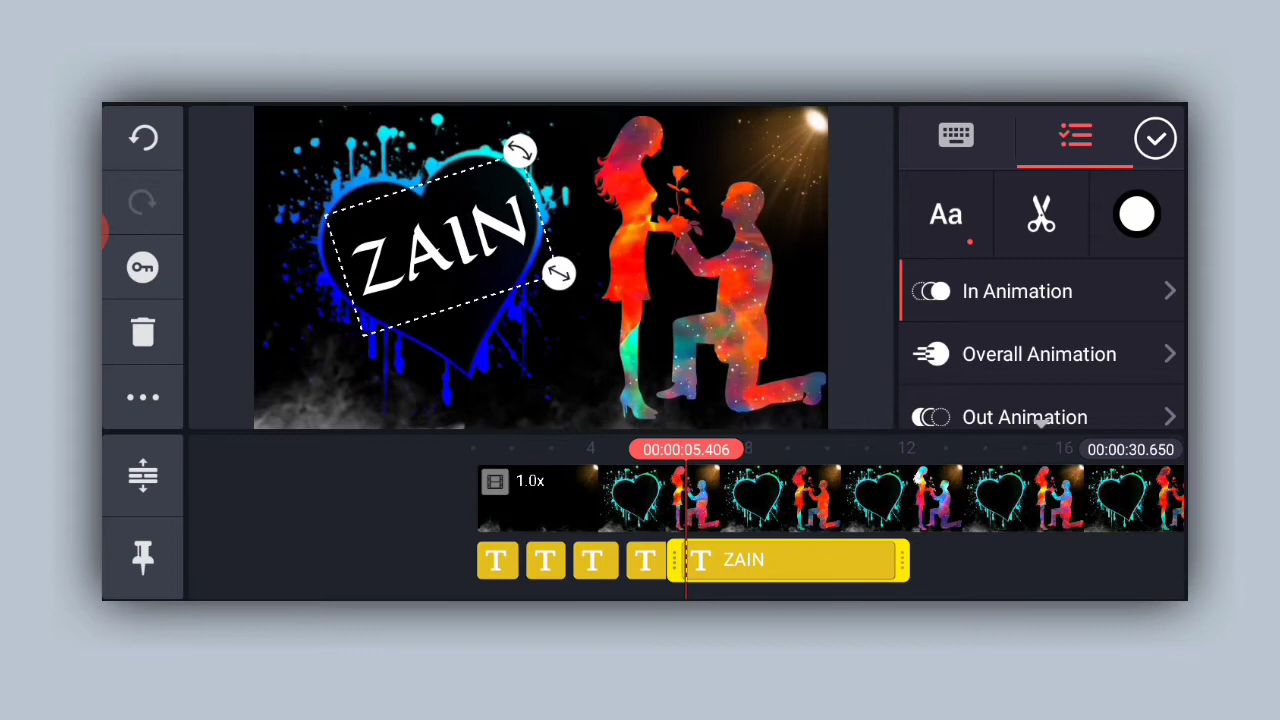 ZAIN
Aa
In Animation
Overall Animation
Out Animation
4
00:00:05.406
8
12
16
00:00:30.650
1.0x
T
T
T
T
T ZAIN